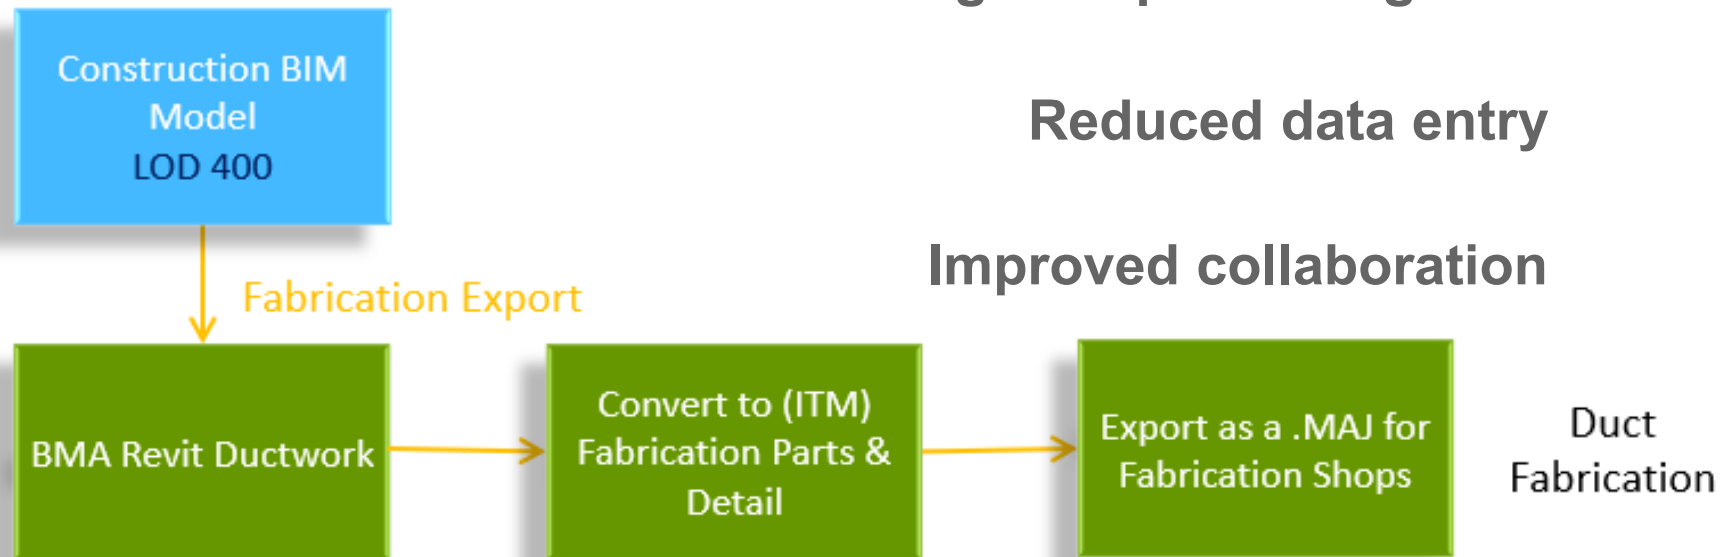 Construction BIM
Model
LOD 400
Reduced data entry
Improved collaboration
Fabrication Export
BMA Revit Ductwork
Convert to (ITM)
Fabrication Parts &
Detail
Export as a .MAJ for
Fabrication Shops
Duct
Fabrication